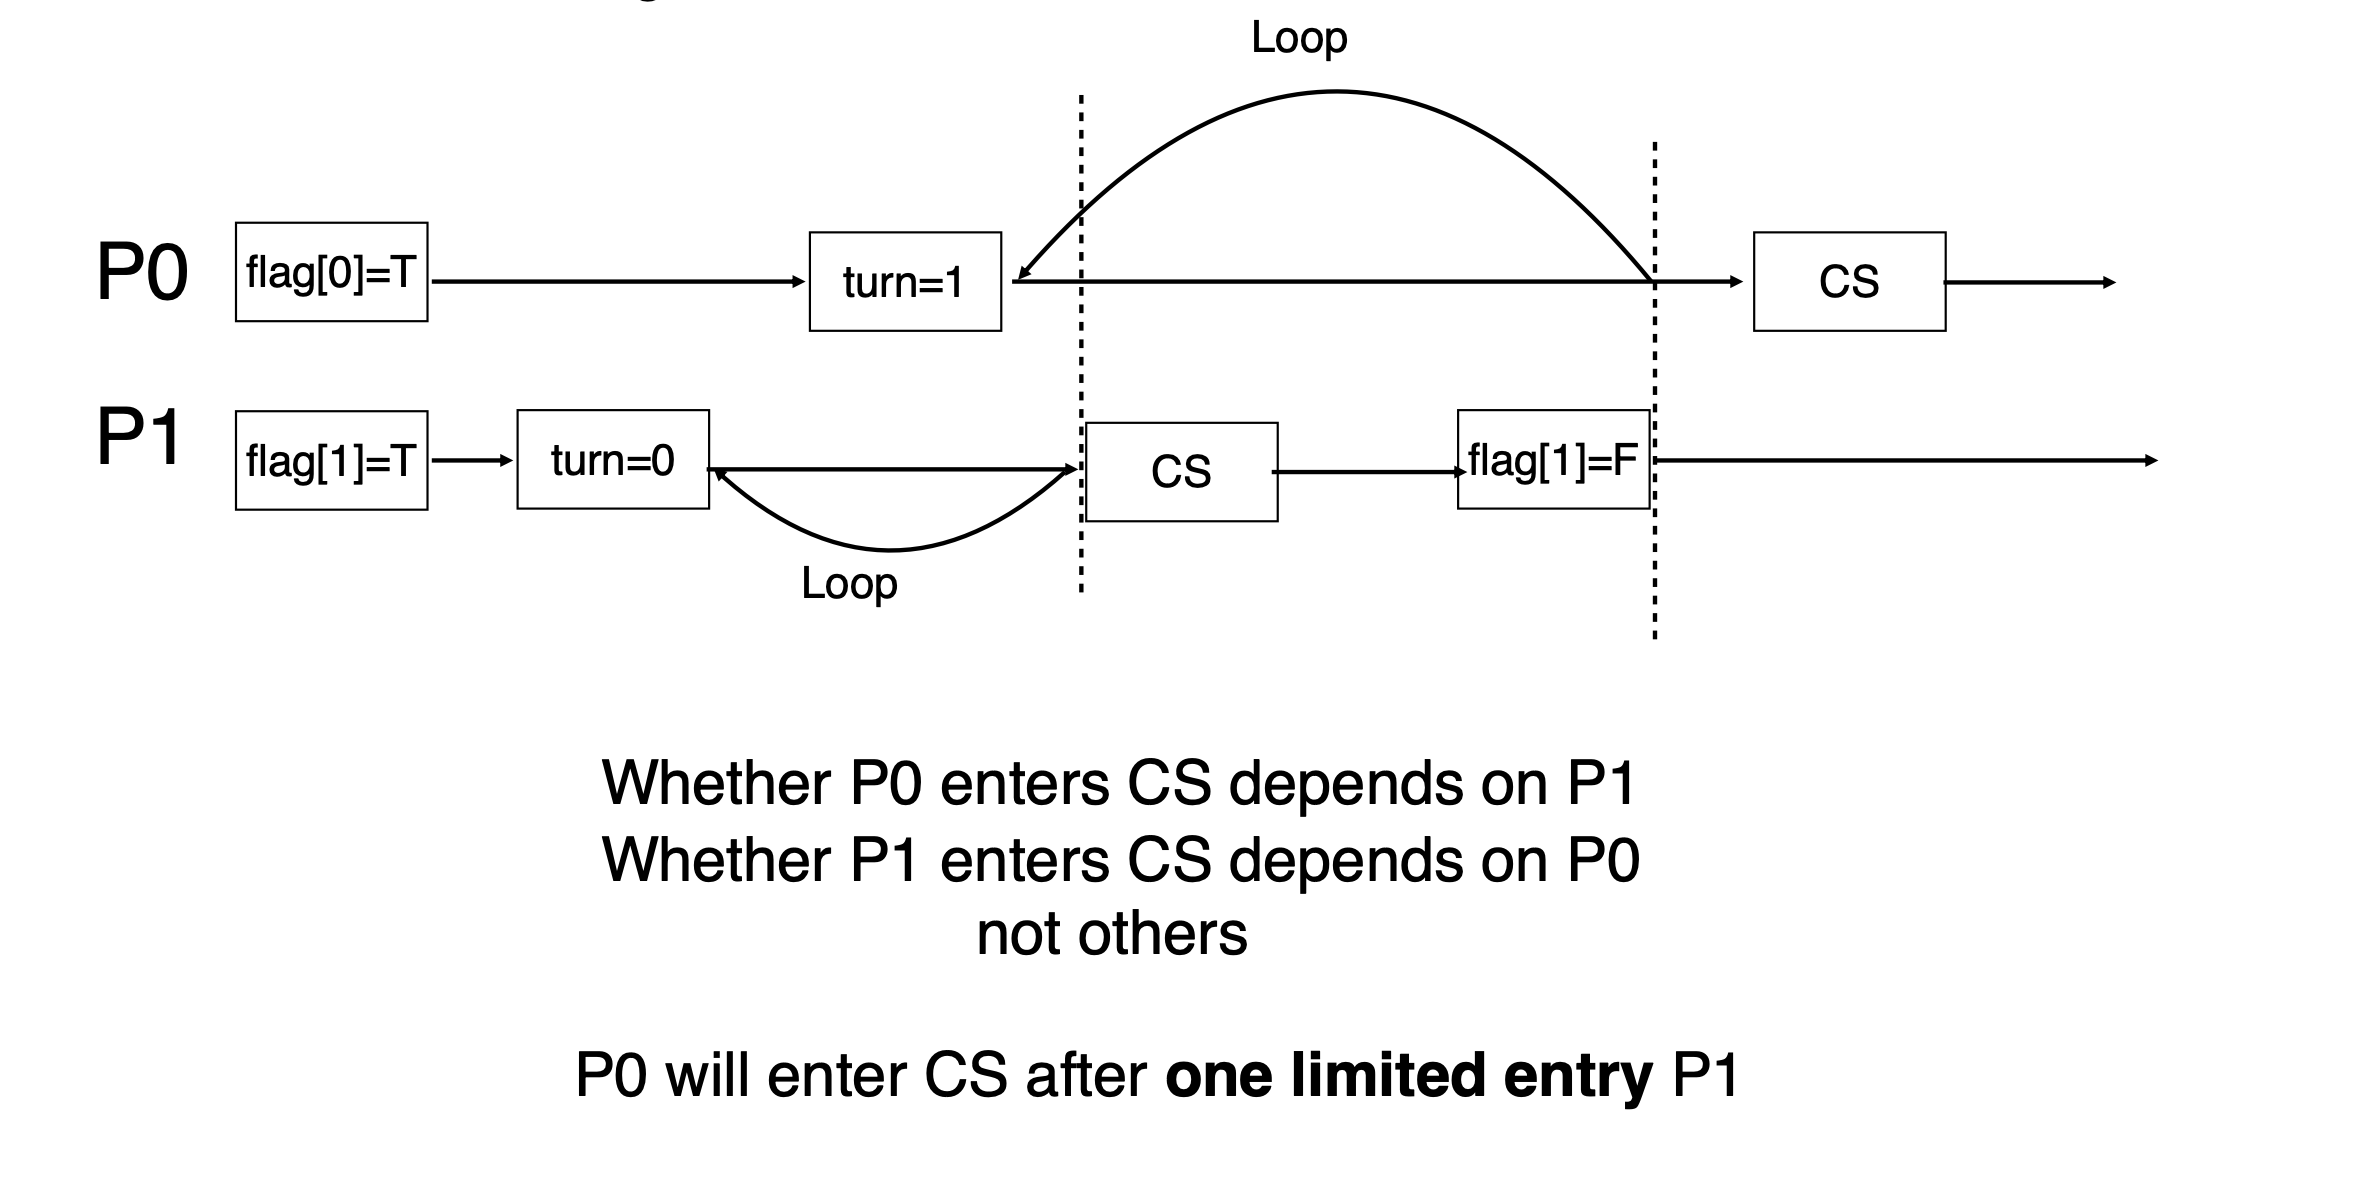 Loop
P0
flag[0]=T
turn=1
CS
P1
flag[1]=T
turn=0
CS
flag[1]=F
Loop
Whether P0 enters CS depends on P1
Whether P1 enters CS depends on P0
not others
P0 will enter CS after one limited entry P1